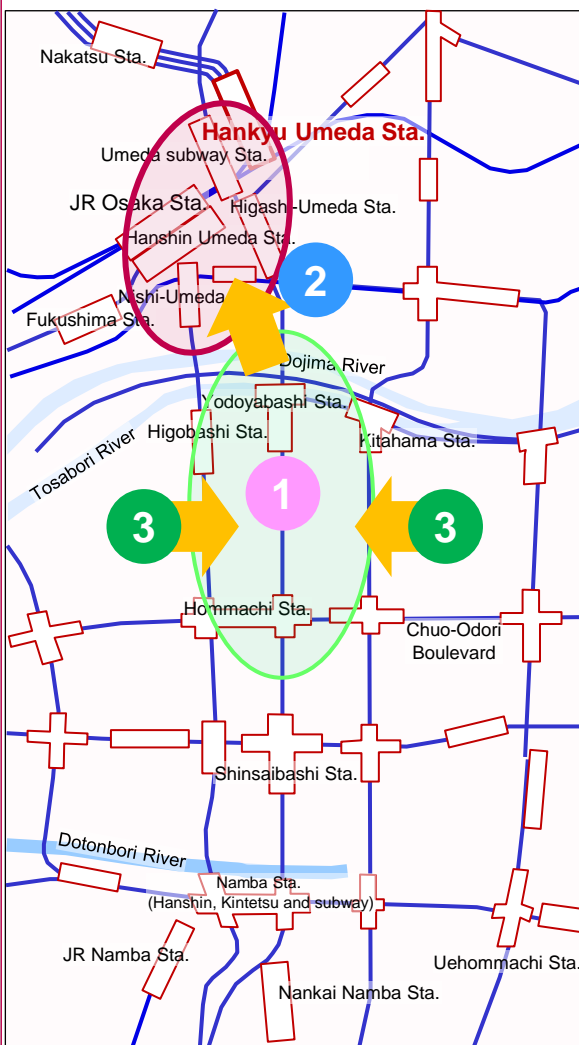 Nakatsu Sta.
Hankyu Umeda Sta.
Umeda subway Sta.
JR Osaka Sta.
Higashi-Umeda Sta.
Hanshin Umeda Sta.
2
Nishi-Umeda
Fukushima Sta.
Dojima River
Yodoyabashi Sta.
Higobashi Sta.
Kitahama Sta.
Tosabori River
1
3
3
Hommachi Sta.
Chuo-Odori
Boulevard
Shinsaibashi Sta.
Dotonbori River
Namba Sta.
(Hanshin, Kintetsu and subway)
JR Namba Sta.
Uehommachi Sta.
Nankai Namba Sta.